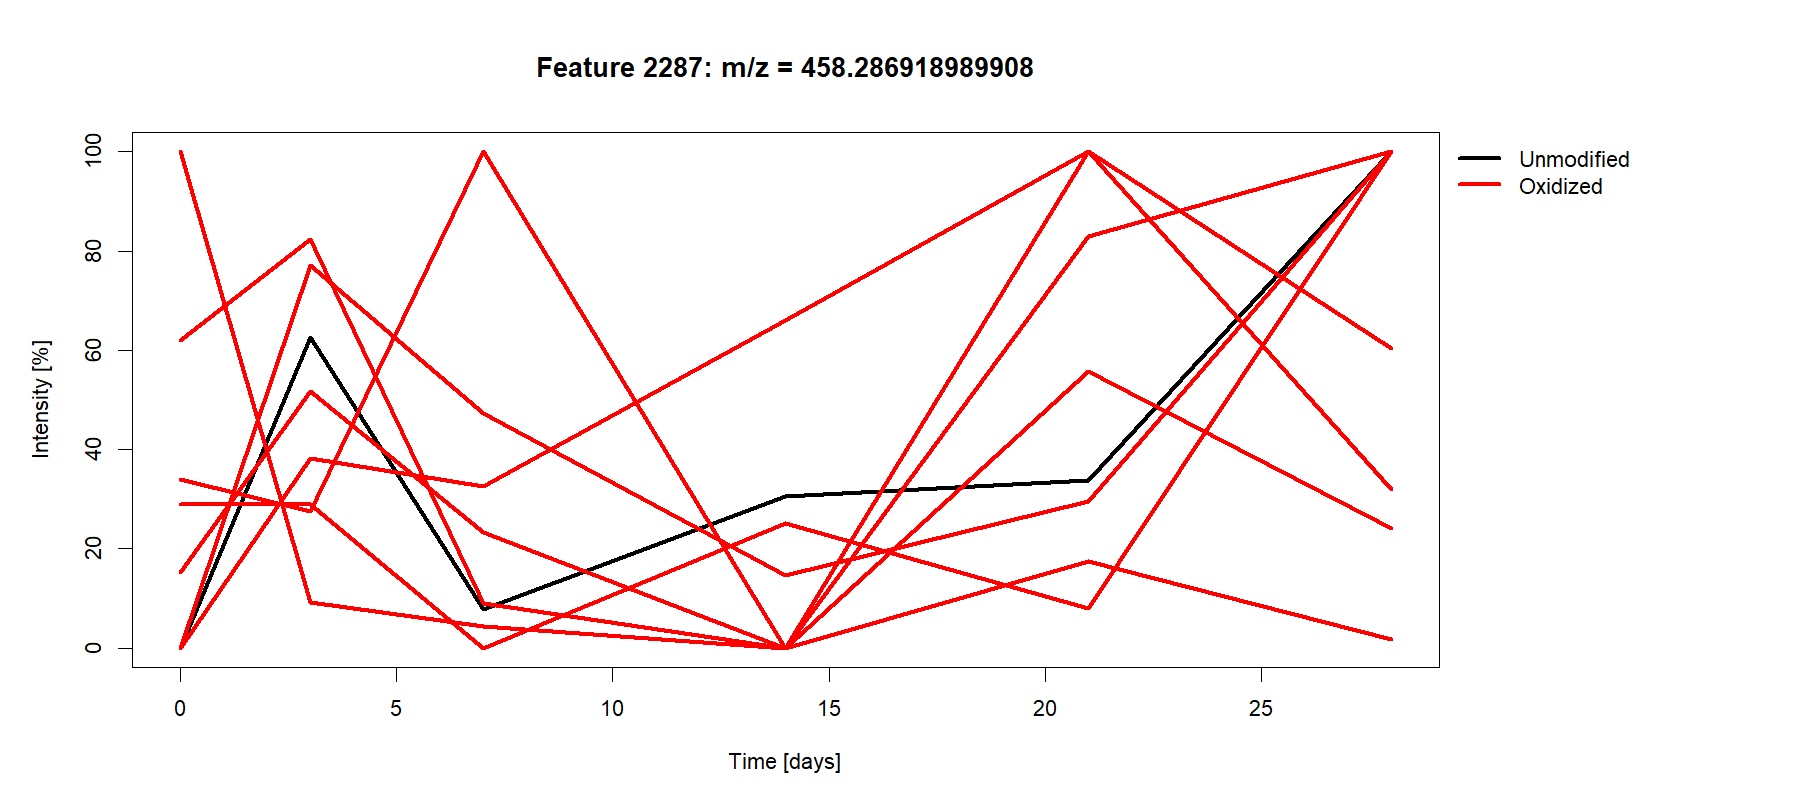 Feature 2287: m/z = 458.286918989908
Unmodified
Oxidized
Intensity [%]
100
80
60
40
20
0
0 5 10 15 20 25
Time [days]